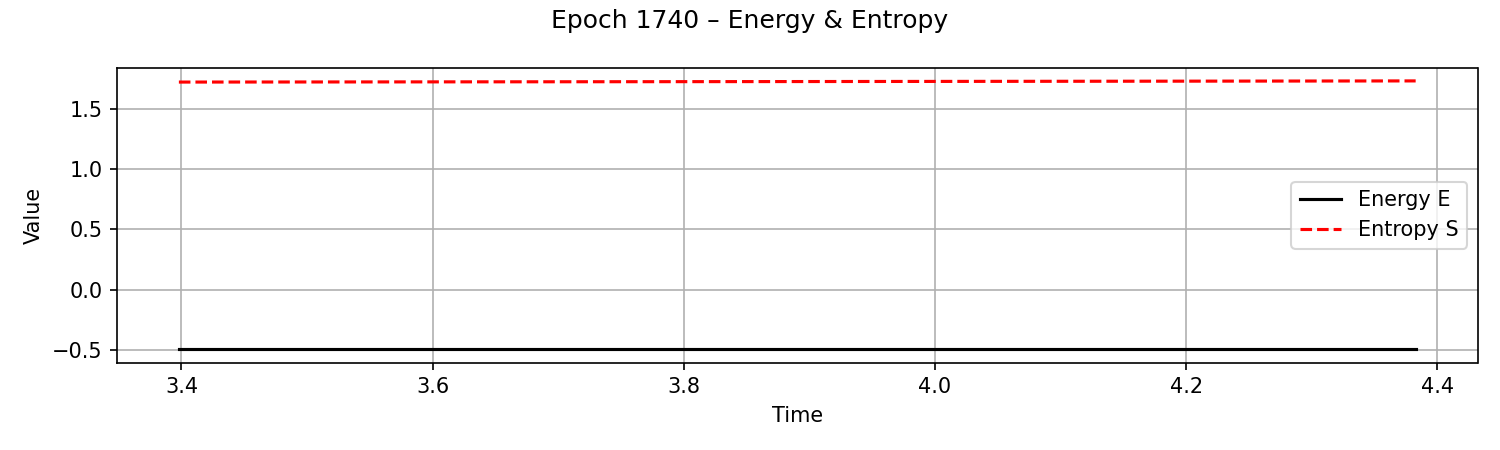 Epoch 1740 – Energy & Entropy
Value
1.5
1.0
0.5
0.0
−0.5
Energy E
Entropy S
3.4 3.6 3.8 4.0 4.2 4.4
Time